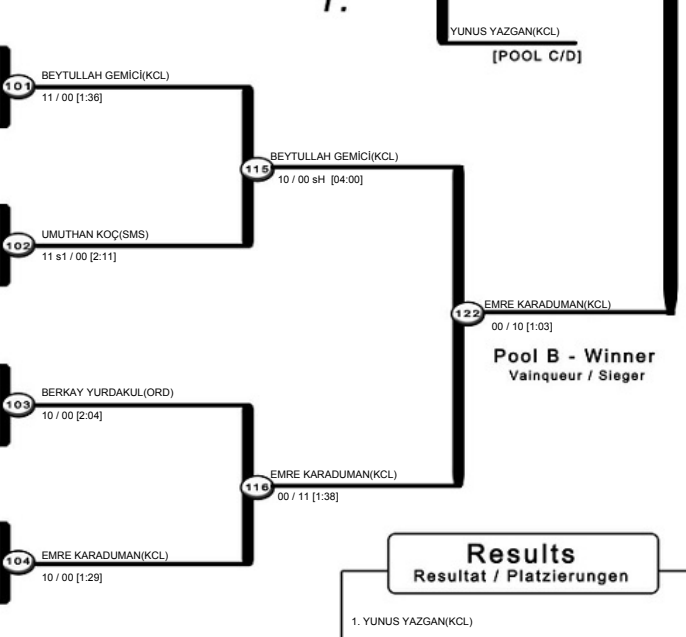 1.
YUNUS YAZGAN(KCL)
[POOL C/D]
BEYTULLAH GEMİCİ(KCL)
101
11 / 00 [1:36]
BEYTULLAH GEMİCİ(KCL)
115
10 / 00 sH [04:00]
UMUTHAN KOÇ(SMS)
102
11 s1 / 00 [2:11]
EMRE KARADUMAN(KCL)
122
00 / 10 [1:03]
Pool B - Winner
Vainqueur / Sieger
BERKAY YURDAKUL(ORD)
103
10 / 00 [2:04]
EMRE KARADUMAN(KCL)
116
00 / 11 [1:38]
EMRE KARADUMAN(KCL)
104
10 / 00 [1:29]
Results
Resultat / Platzierungen
1. YUNUS YAZGAN(KCL)